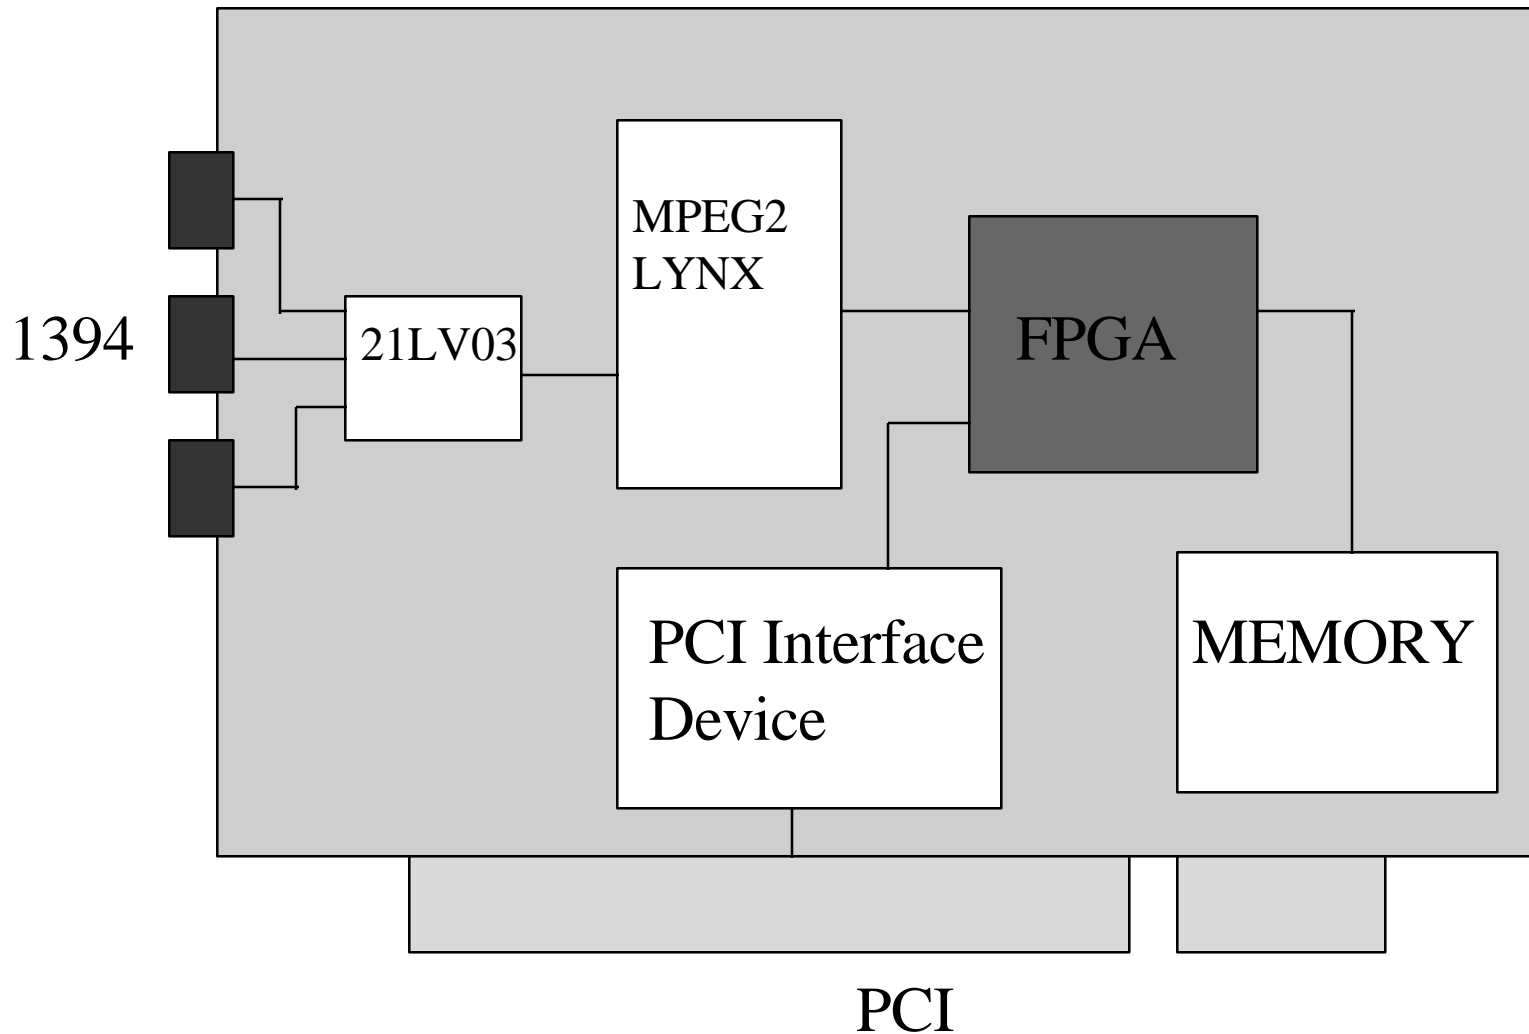 MPEG2
LYNX
1394
21LV03
FPGA
PCI Interface
Device
MEMORY
PCI